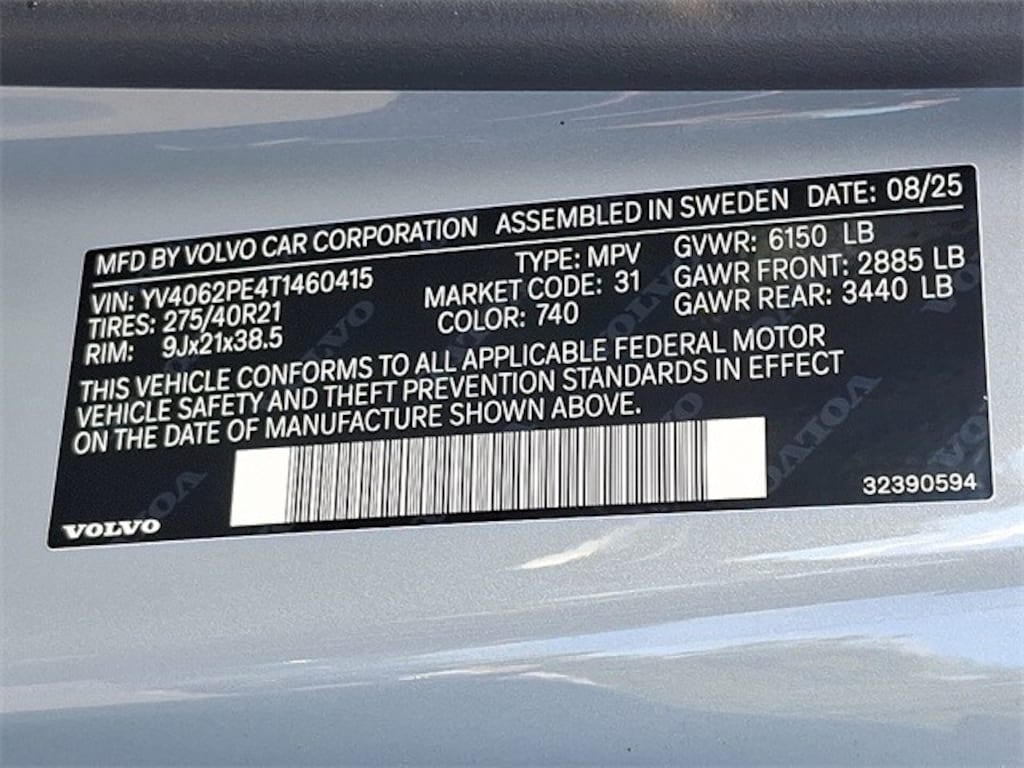 MFD BY VOLVO CAR CORPORATION ASSEMBLED IN SWEDEN DATE: 08/25
VIN: YV4062PE4T1460415 TYPE: MPV GVWR: 6150 LB
TIRES: 275/40R21 MARKET CODE: 31 GAWR FRONT: 2885 LB
RIM: 9Jx21x38.5 COLOR: 740 GAWR REAR: 3440 LB
THIS VEHICLE CONFORMS TO ALL APPLICABLE FEDERAL MOTOR
VEHICLE SAFETY AND THEFT PREVENTION STANDARDS IN EFFECT
ON THE DATE OF MANUFACTURE SHOWN ABOVE.
VOLVO 32390594